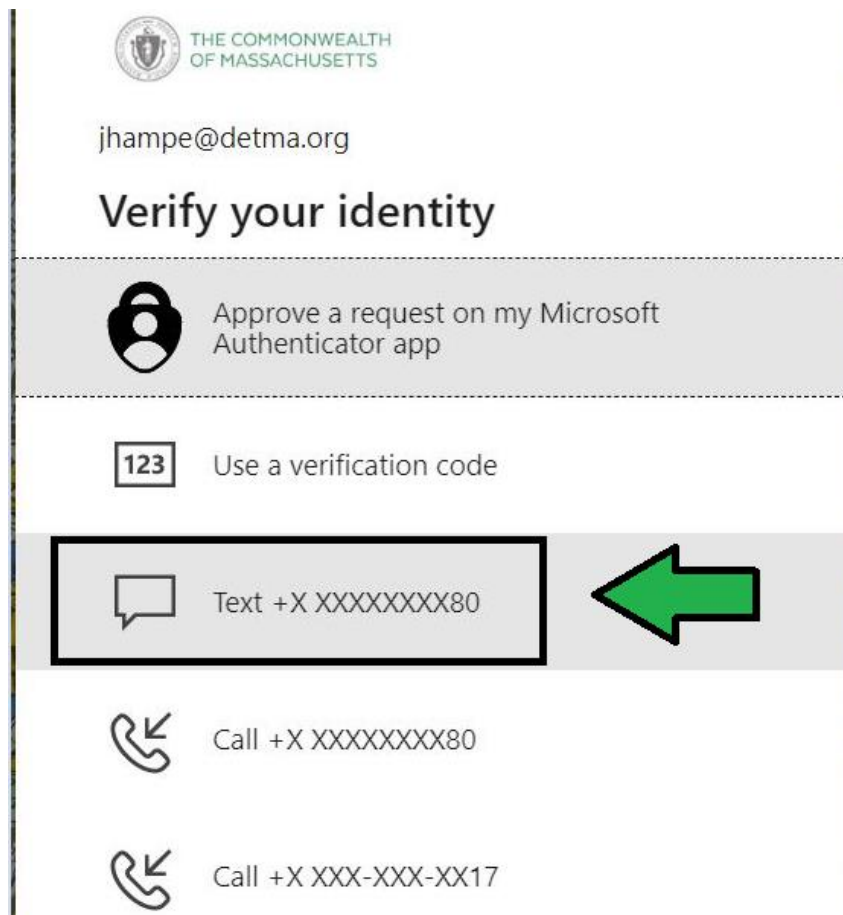 THE COMMONWEALTH
OF MASSACHUSETTS
jhampe@detma.org
Verify your identity
Approve a request on my Microsoft
Authenticator app
123 Use a verification code
Text +X XXXXXXXX80
Call +X XXXXXXXX80
Call +X XXX-XXX-XX17